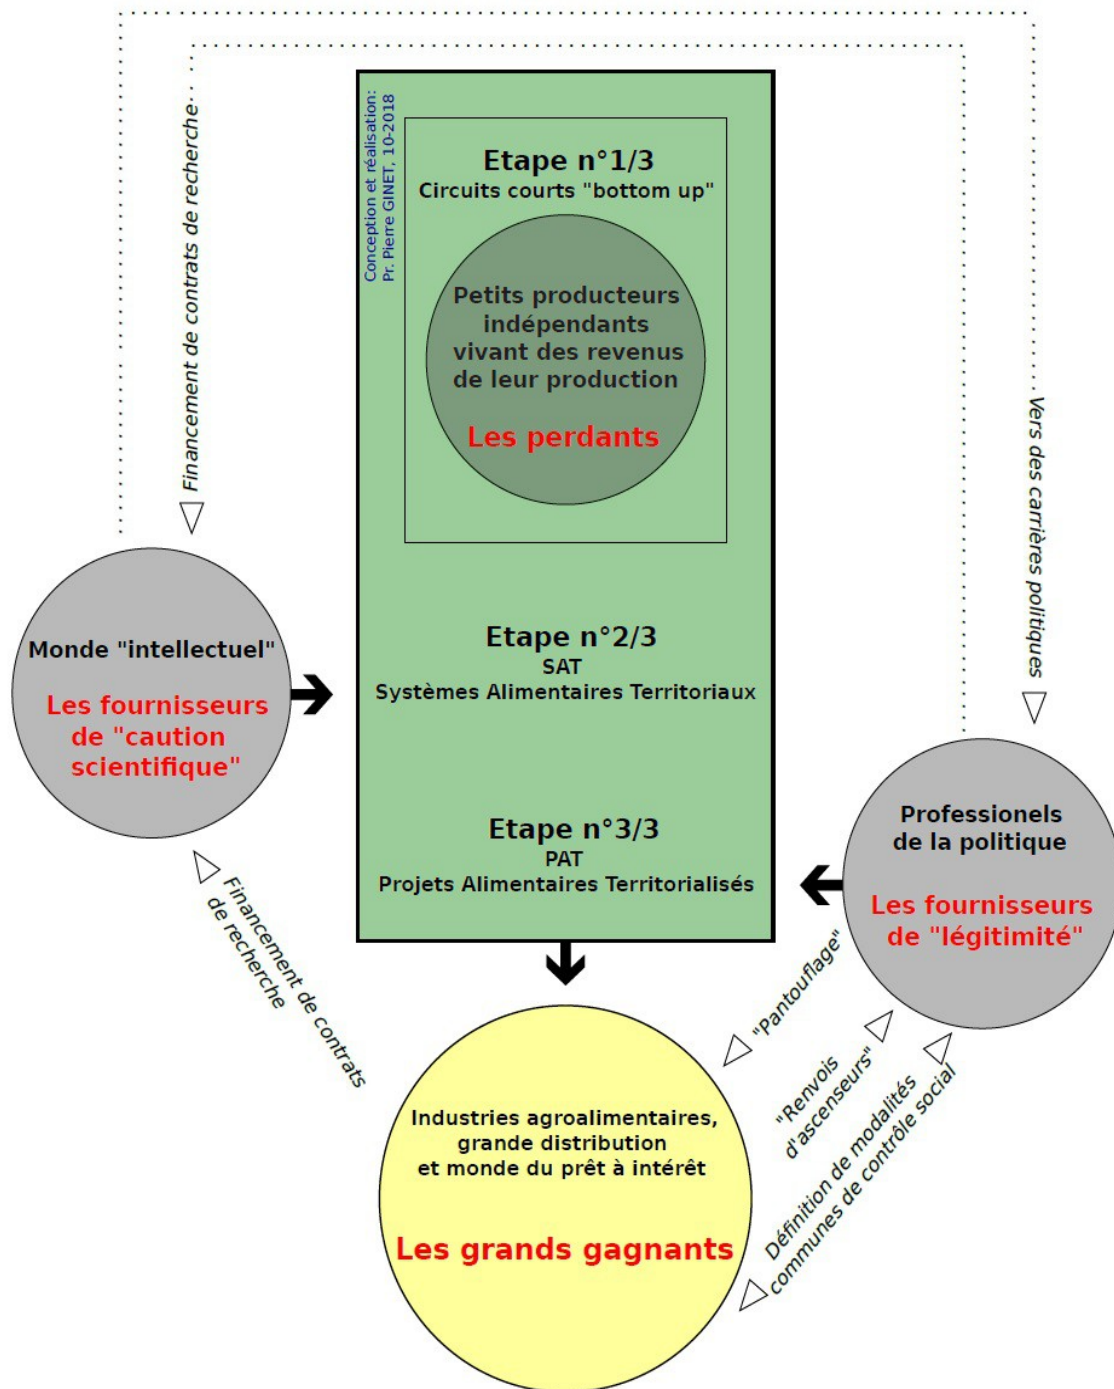 Financement de contrats de recherche
Conception et réalisation:
Pr. Pierre GINET, 10-2018
Etape n°1/3
Circuits courts "bottom up"
Petits producteurs
indépendants
vivant des revenus
de leur production
Les perdants
Vers des carrières politiques
Monde "intellectuel"
Les fournisseurs
de "caution
scientifique"
Etape n°2/3
SAT
Systèmes Alimentaires Territoriaux
Etape n°3/3
PAT
Projets Alimentaires Territorialisés
Professionels
de la politique
Les fournisseurs
de "légitimité"
Financement de contrats
de recherche
"Pantouflage"
"Renvois
d'ascenseurs"
Définition de modalités
communes de contrôle social
Industries agroalimentaires,
grande distribution
et monde du prêt à intérêt
Les grands gagnants